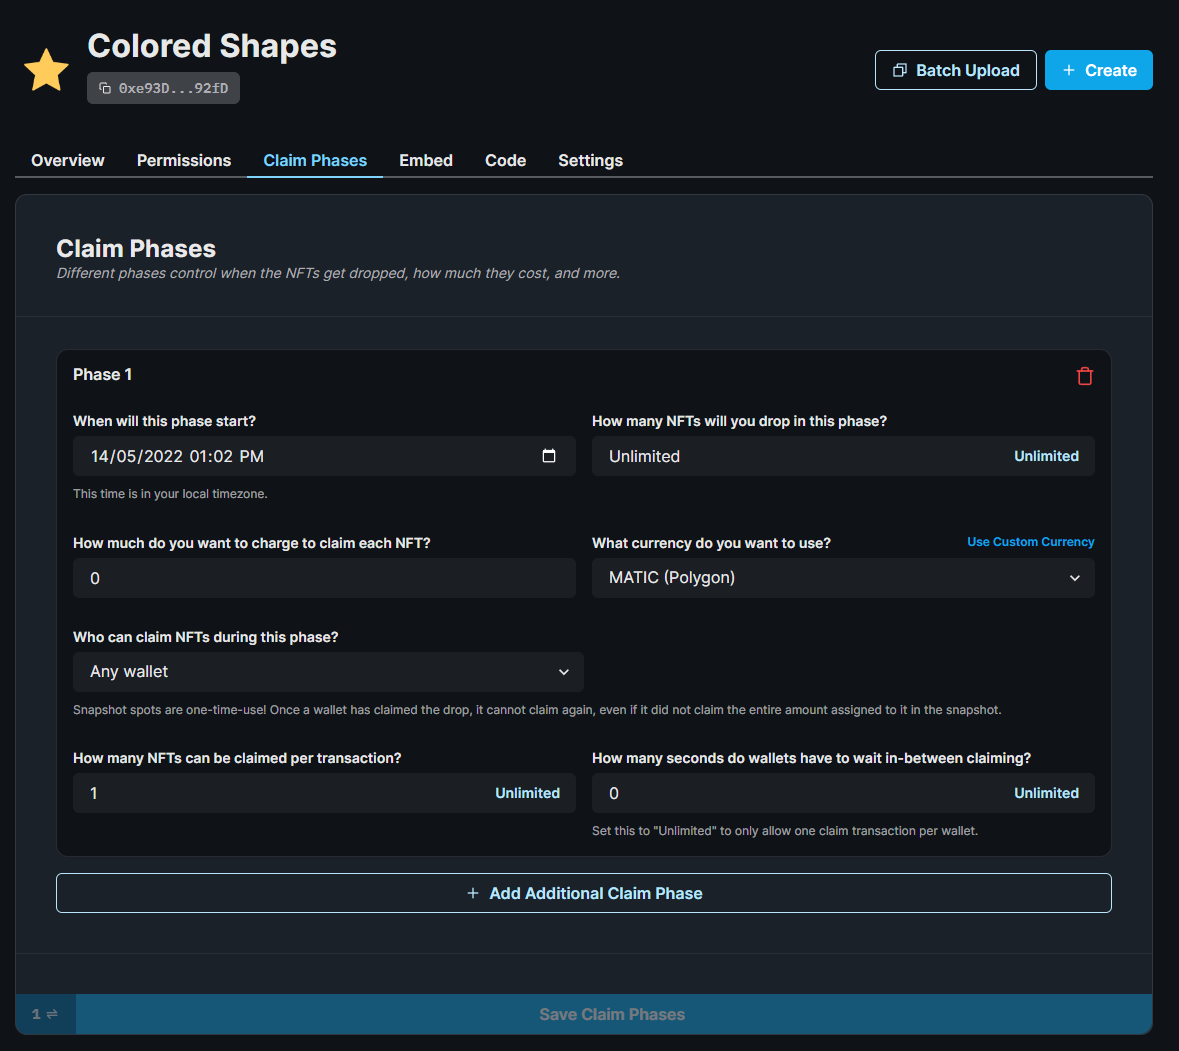 Colored Shapes
0xe93D...92fD
Batch Upload
+ Create
Overview Permissions Claim Phases Embed Code Settings
Claim Phases
Different phases control when the NFTs get dropped, how much they cost, and more.
Phase 1
When will this phase start?
14/05/2022 01:02 PM
This time is in your local timezone.
How many NFTs will you drop in this phase?
Unlimited Unlimited
How much do you want to charge to claim each NFT?
0
What currency do you want to use? Use Custom Currency
MATIC (Polygon)
Who can claim NFTs during this phase?
Any wallet
Snapshot spots are one-time-use! Once a wallet has claimed the drop, it cannot claim again, even if it did not claim the entire amount assigned to it in the snapshot.
How many NFTs can be claimed per transaction?
1 Unlimited
How many seconds do wallets have to wait in-between claiming?
0 Unlimited
Set this to "Unlimited" to only allow one claim transaction per wallet.
+ Add Additional Claim Phase
1 ⇌ Save Claim Phases